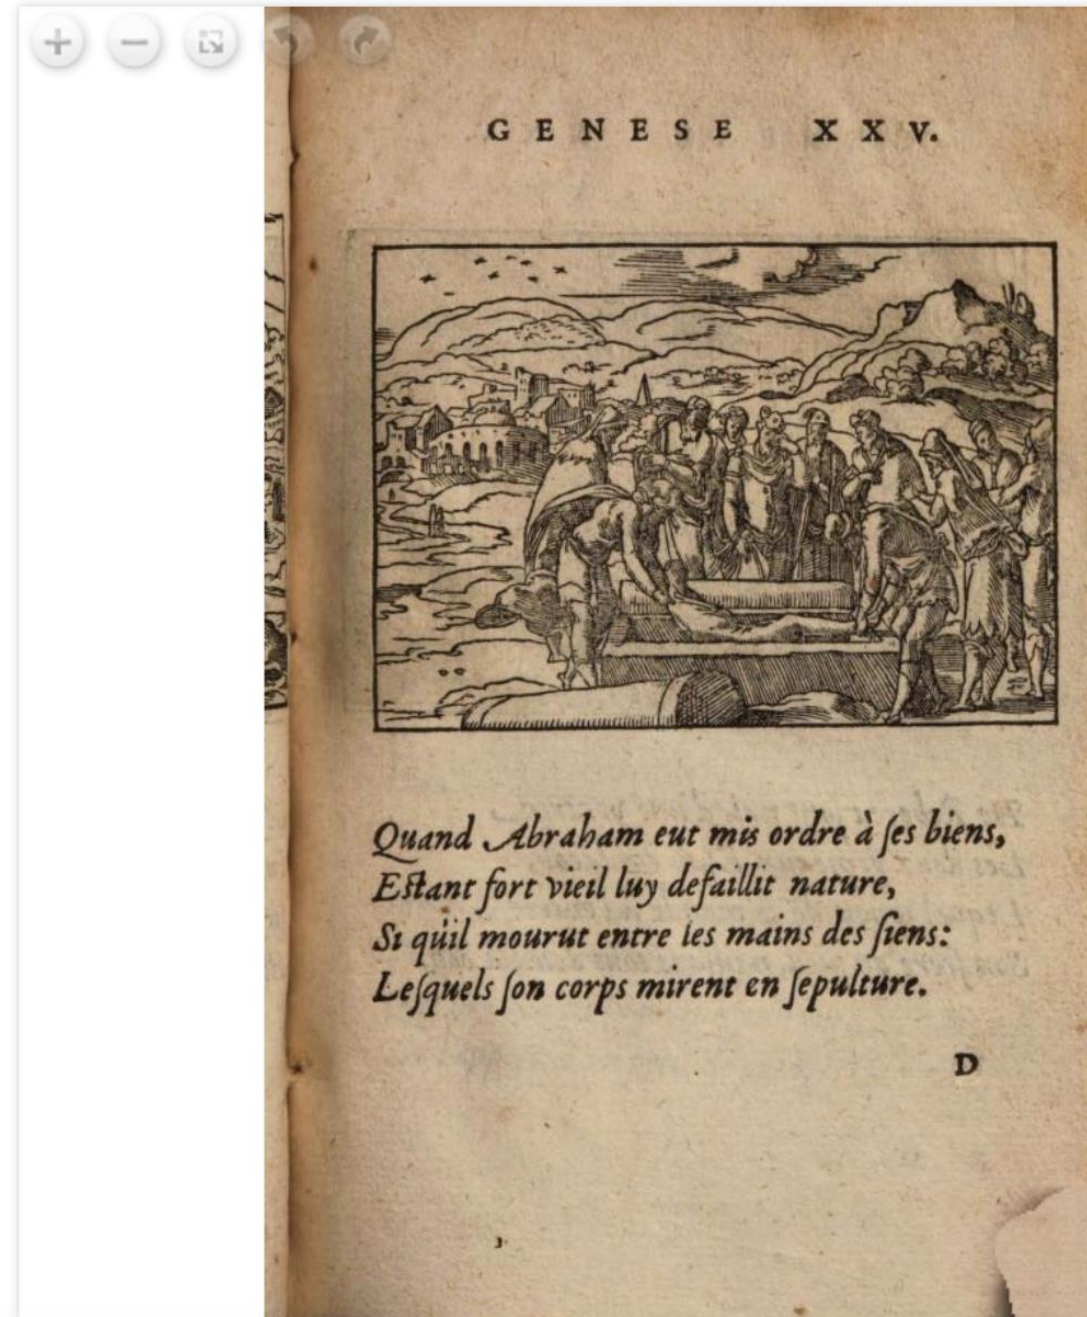 GENESE XXV.
Quand Abraham eut mis ordre à ſes biens,
Eſtant fort vieil luy defaillit nature,
Si qu'il mourut entre les mains des ſiens:
Leſquels ſon corps mirent en ſepulture.
D